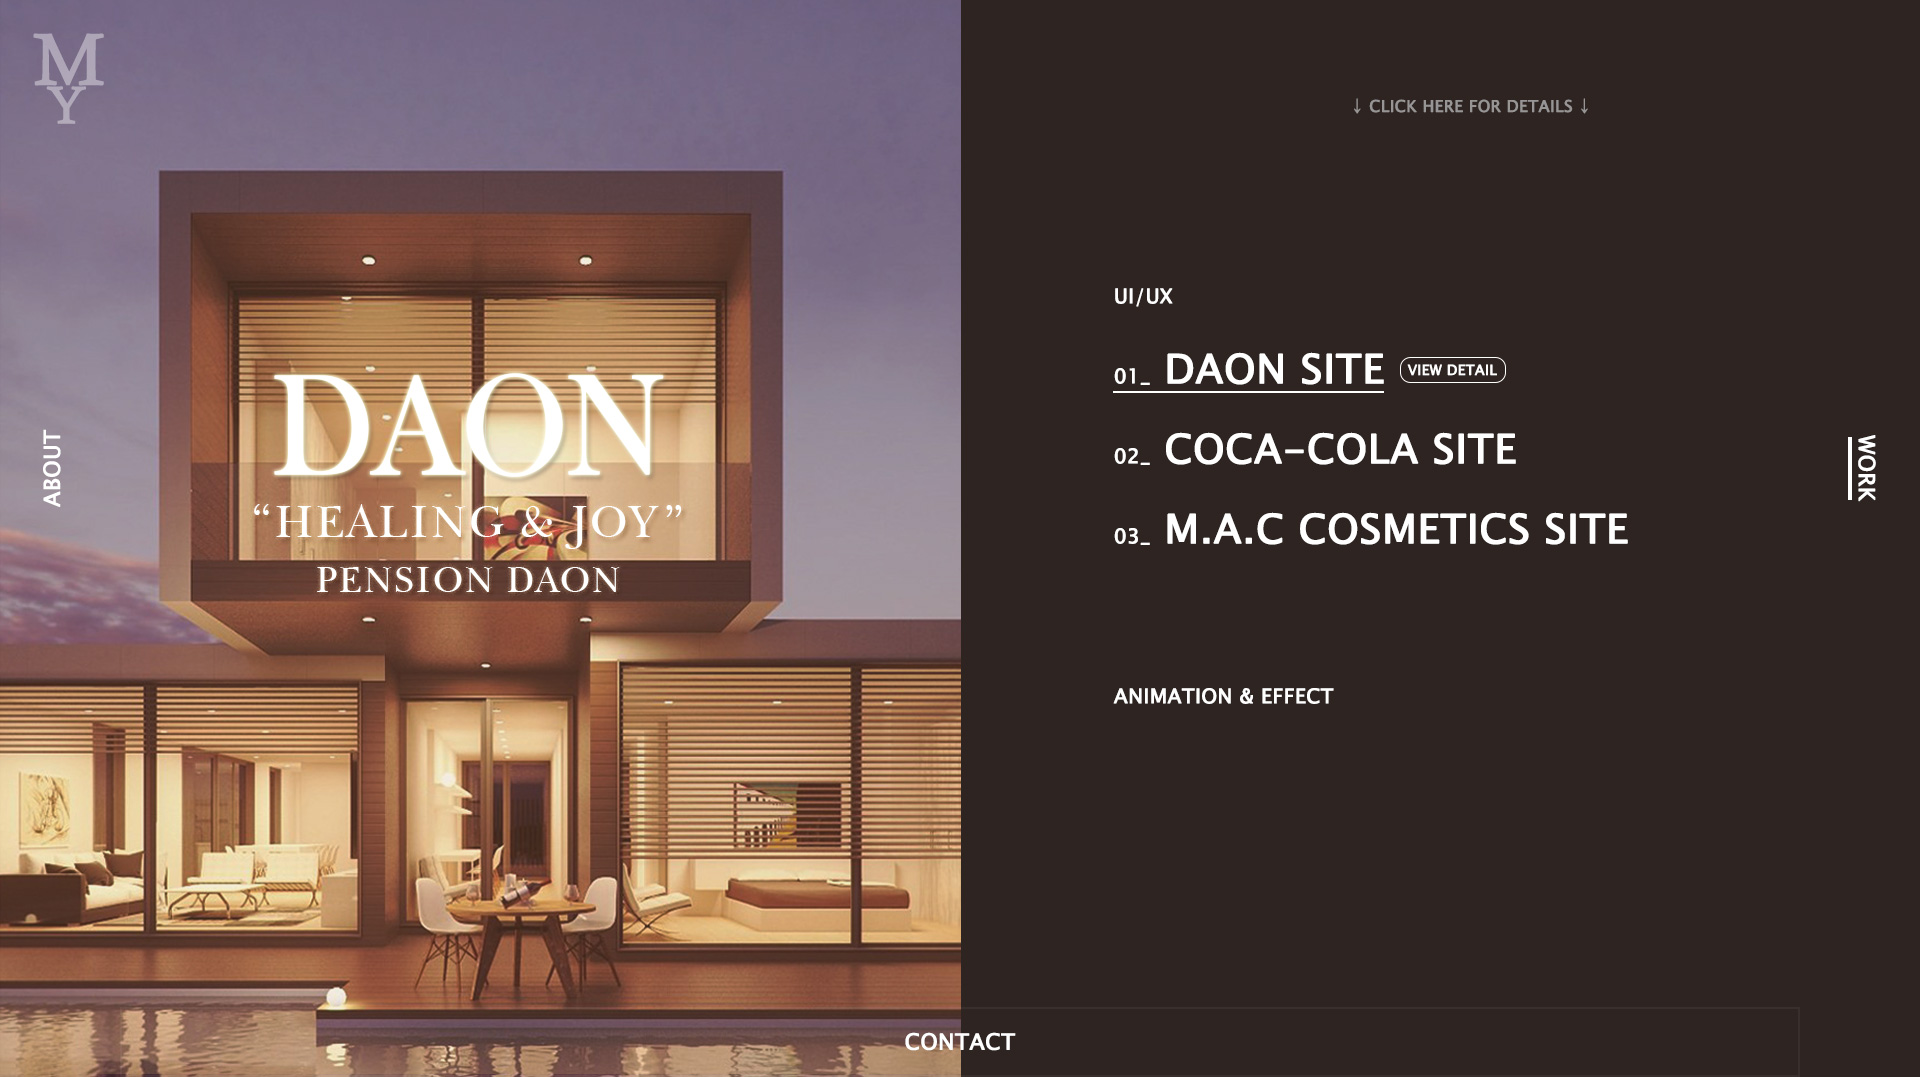 M
Y
ABOUT
DAON
“HEALING & JOY”
PENSION DAON
↓ CLICK HERE FOR DETAILS ↓
UI/UX
01_ DAON SITE VIEW DETAIL
02_ COCA–COLA SITE
03_ M.A.C COSMETICS SITE
ANIMATION & EFFECT
WORK
CONTACT